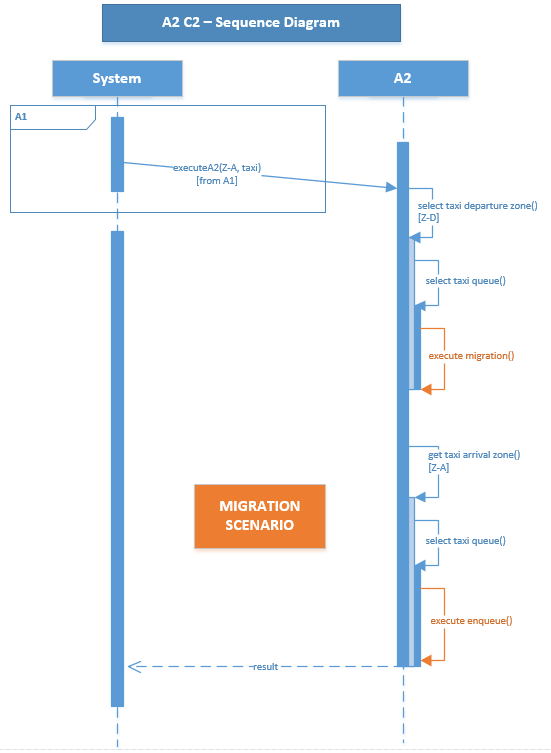 A2 C2 – Sequence Diagram
System
A2
A1
executeA2(Z-A, taxi)
[from A1]
select taxi departure zone()
[Z-D]
select taxi queue()
execute migration()
get taxi arrival zone()
[Z-A]
MIGRATION
SCENARIO
select taxi queue()
execute enqueue()
result